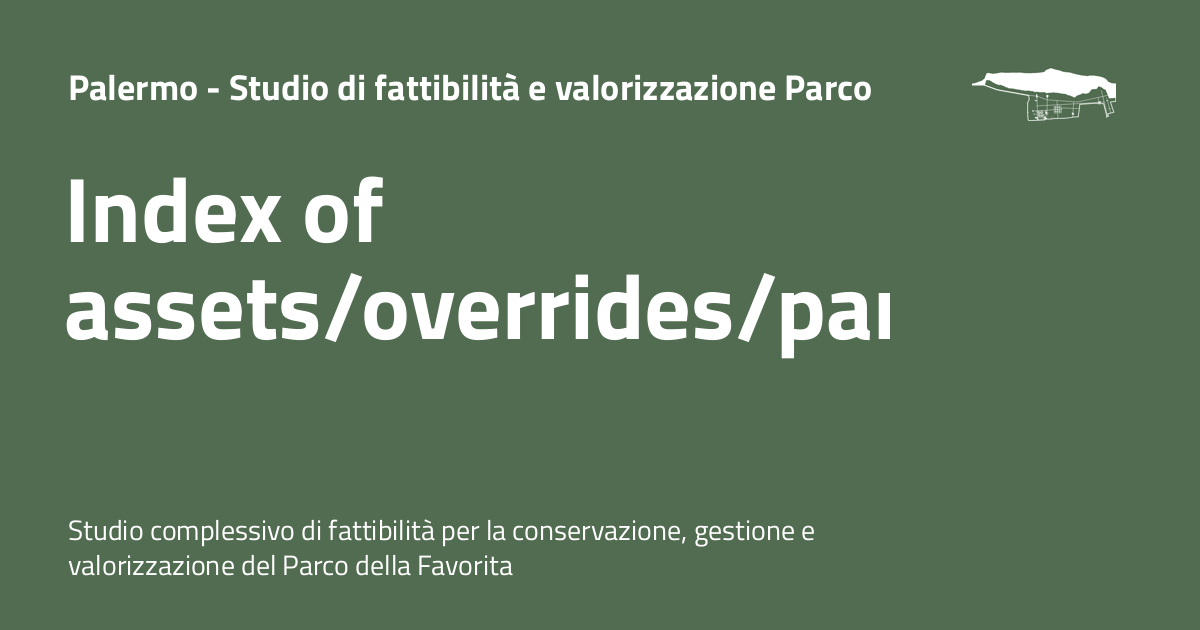 Palermo - Studio di fattibilità e valorizzazione Parco
Index of
assets/overrides/pa
Studio complessivo di fattibilità per la conservazione, gestione e
valorizzazione del Parco della Favorita